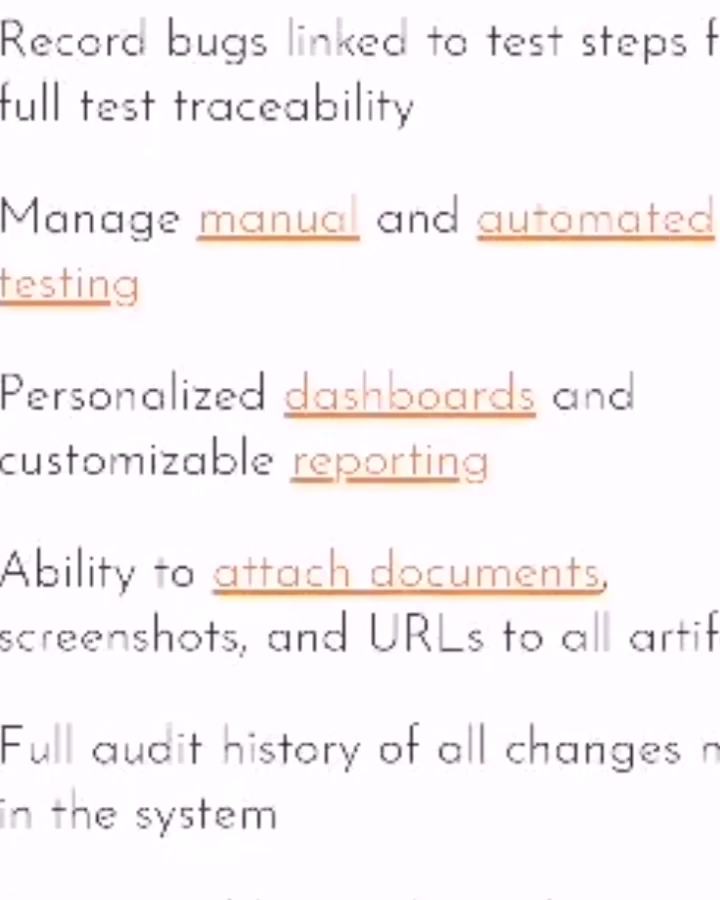 Record bugs linked to test steps f
full test traceability
Manage manual and automated
testing
Personalized dashboards and
customizable reporting
Ability to attach documents,
screenshots, and URLs to all artif
Full audit history of all changes m
in the system